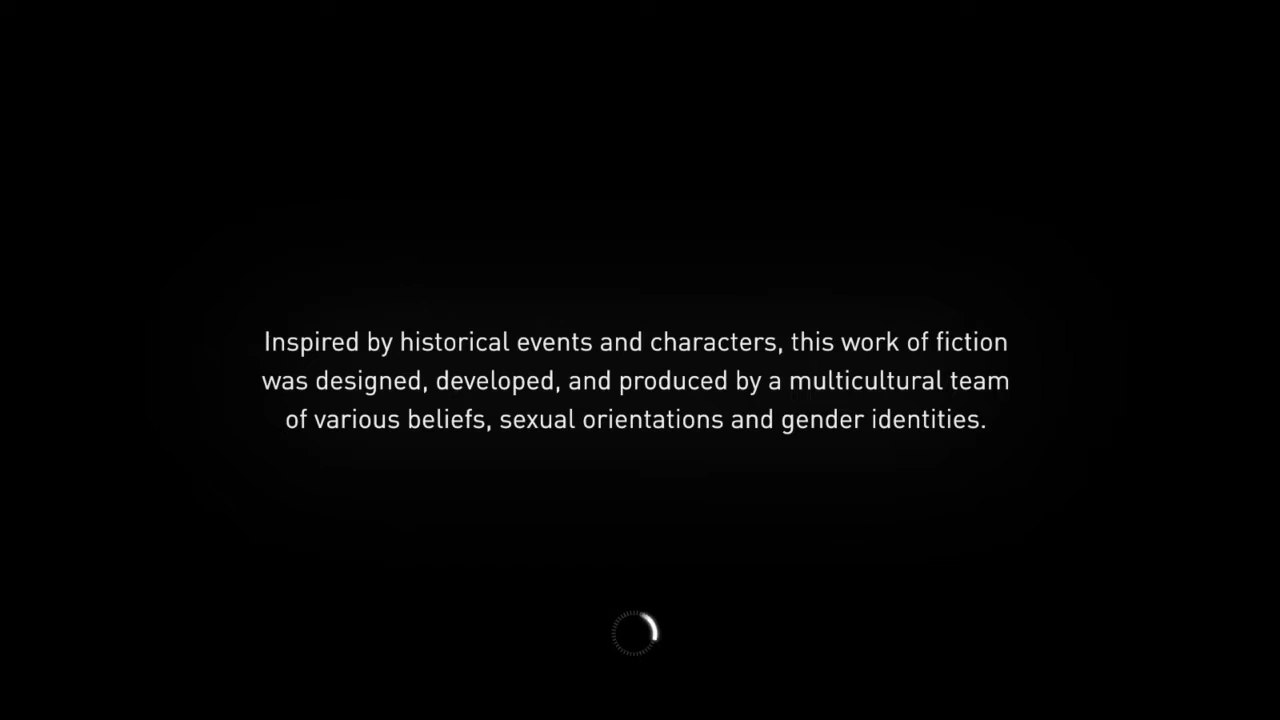 Inspired by historical events and characters, this work of fiction
was designed, developed, and produced by a multicultural team
of various beliefs, sexual orientations and gender identities.